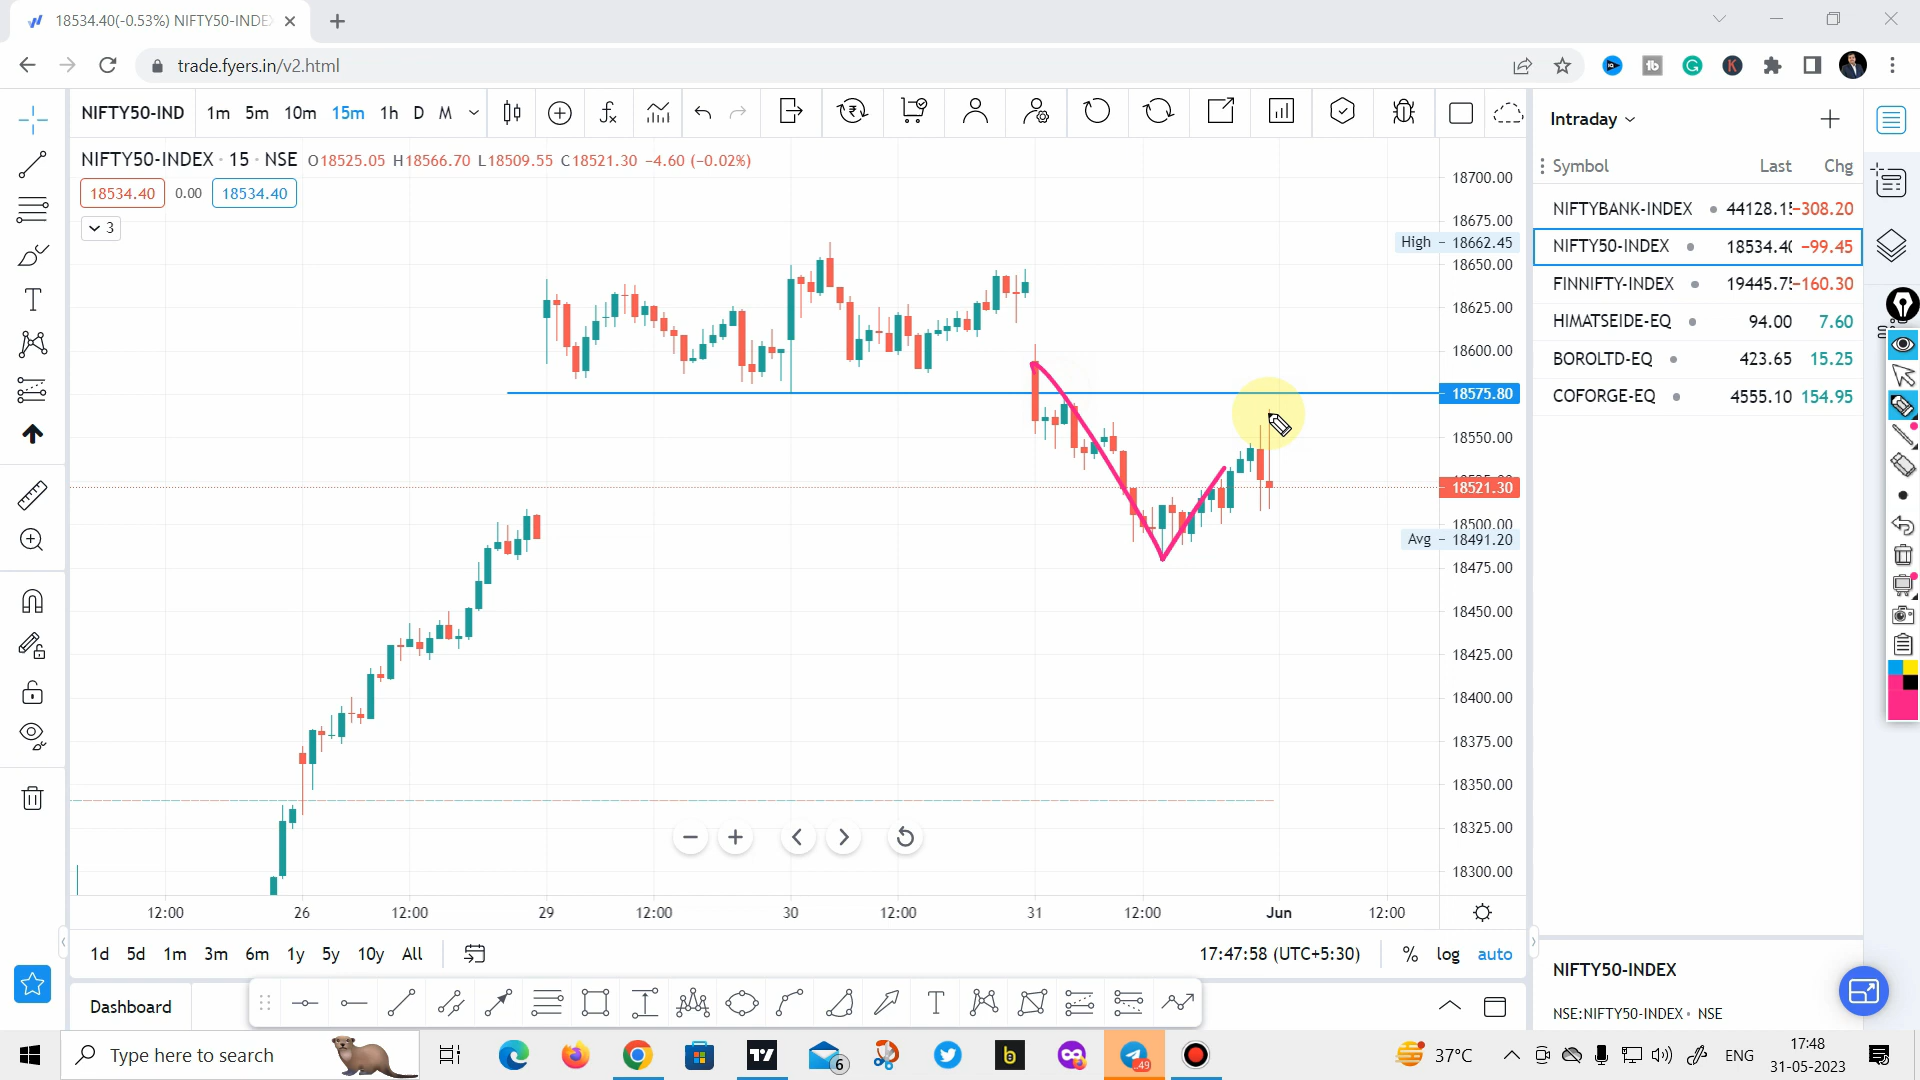 18534.40(-0.53%) NIFTY50-INDE
trade.fyers.in/v2.html
NIFTY50-IND 1m 5m 10m 15m 1h D M
NIFTY50-INDEX · 15 · NSE O18525.05 H18566.70 L18509.55 C18521.30 -4.60 (-0.02%)
18534.40 0.00 18534.40
3
18700.00
18675.00
High - 18662.45
18650.00
18625.00
18600.00
18575.80
18550.00
18521.30
18500.00
Avg - 18491.20
18475.00
18450.00
18425.00
18400.00
18375.00
18350.00
18325.00
18300.00
12:00 26 12:00 29 12:00 30 12:00 31 12:00 Jun 12:00
1d 5d 1m 3m 6m 1y 5y 10y All
17:47:58 (UTC+5:30) % log auto
Dashboard
Intraday
Symbol Last Chg
NIFTYBANK-INDEX 44128.1 -308.20
NIFTY50-INDEX 18534.4 -99.45
FINNIFTY-INDEX 19445.7 -160.30
HIMATSEIDE-EQ 94.00 7.60
BOROLTD-EQ 423.65 15.25
COFORGE-EQ 4555.10 154.95
NIFTY50-INDEX
NSE:NIFTY50-INDEX · NSE
Type here to search
6
49
37°C
ENG
17:48
31-05-2023